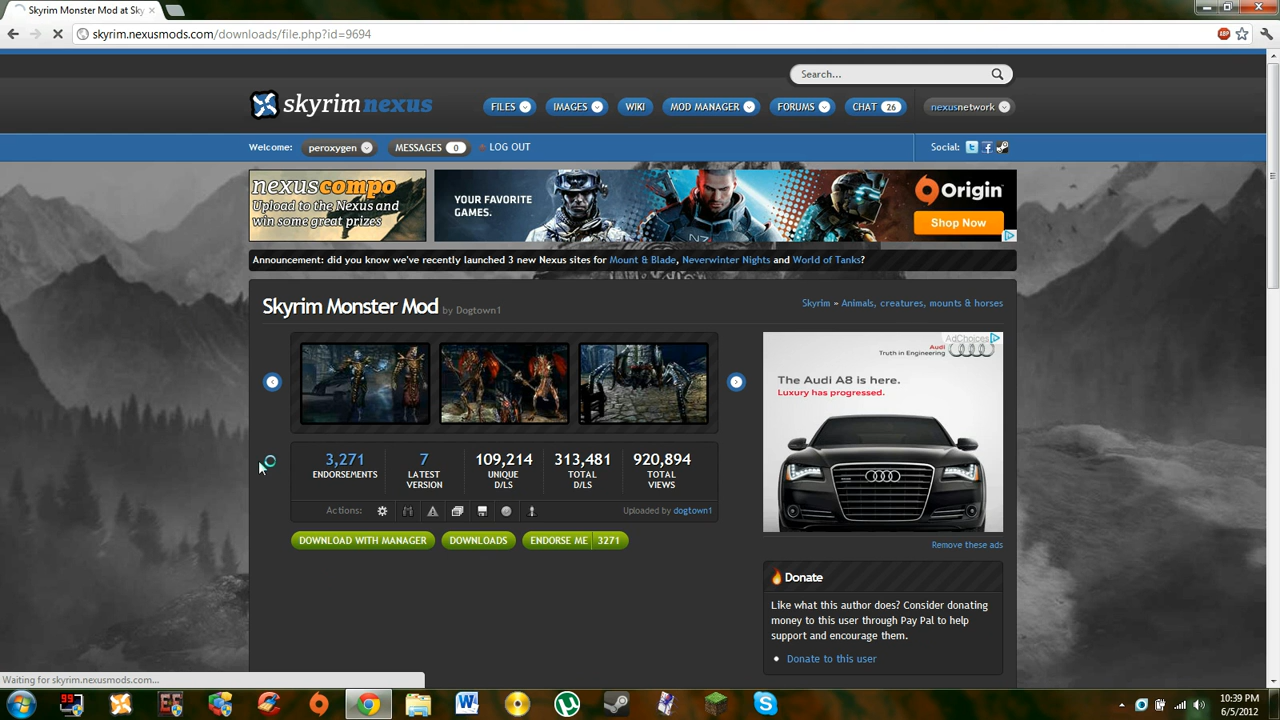 Skyrim Monster Mod at Sk
skyrim.nexusmods.com/downloads/file.php?id=9694
ABP
Search...
skyrim nexus
FILES
IMAGES
WIKI
MOD MANAGER
FORUMS
CHAT 26
nexusnetwork
Welcome: peroxygen MESSAGES 0 LOG OUT
Social:
nexuscompo
Upload to the Nexus and
win some great prizes
YOUR FAVORITE
GAMES.
N7
Origin
Shop Now
Announcement: did you know we've recently launched 3 new Nexus sites for Mount & Blade, Neverwinter Nights and World of Tanks?
Skyrim Monster Mod by Dogtown1
Skyrim » Animals, creatures, mounts & horses
3,271
ENDORSEMENTS
7
LATEST
VERSION
109,214
UNIQUE
D/LS
313,481
TOTAL
D/LS
920,894
TOTAL
VIEWS
Actions:
Uploaded by dogtown1
DOWNLOAD WITH MANAGER
DOWNLOADS
ENDORSE ME 3271
AdChoices
Audi
Truth in Engineering
The Audi A8 is here.
Luxury has progressed.
Remove these ads
Donate
Like what this author does? Consider donating
money to this user through Pay Pal to help
support and encourage them.
Donate to this user
Waiting for skyrim.nexusmods.com...
99
10:39 PM
6/5/2012